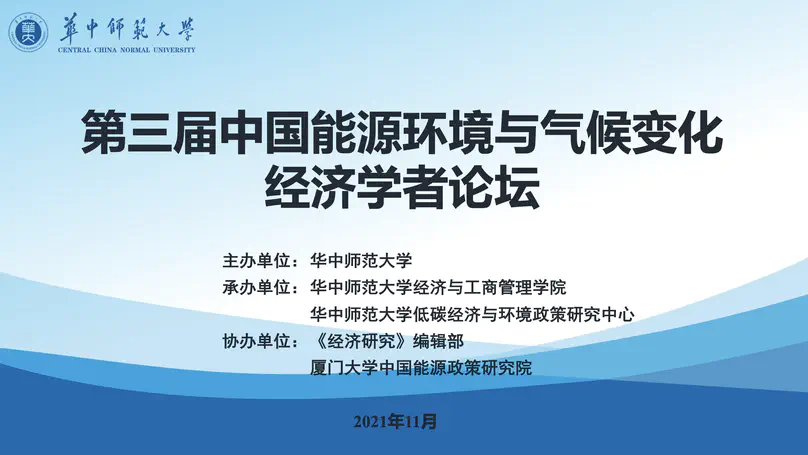 華中師範大學
CENTRAL CHINA NORMAL UNIVERSITY
第三届中国能源环境与气候变化
经济学者论坛
主办单位：华中师范大学
承办单位：华中师范大学经济与工商管理学院
华中师范大学低碳经济与环境政策研究中心
协办单位：《经济研究》编辑部
厦门大学中国能源政策研究院
2021年11月